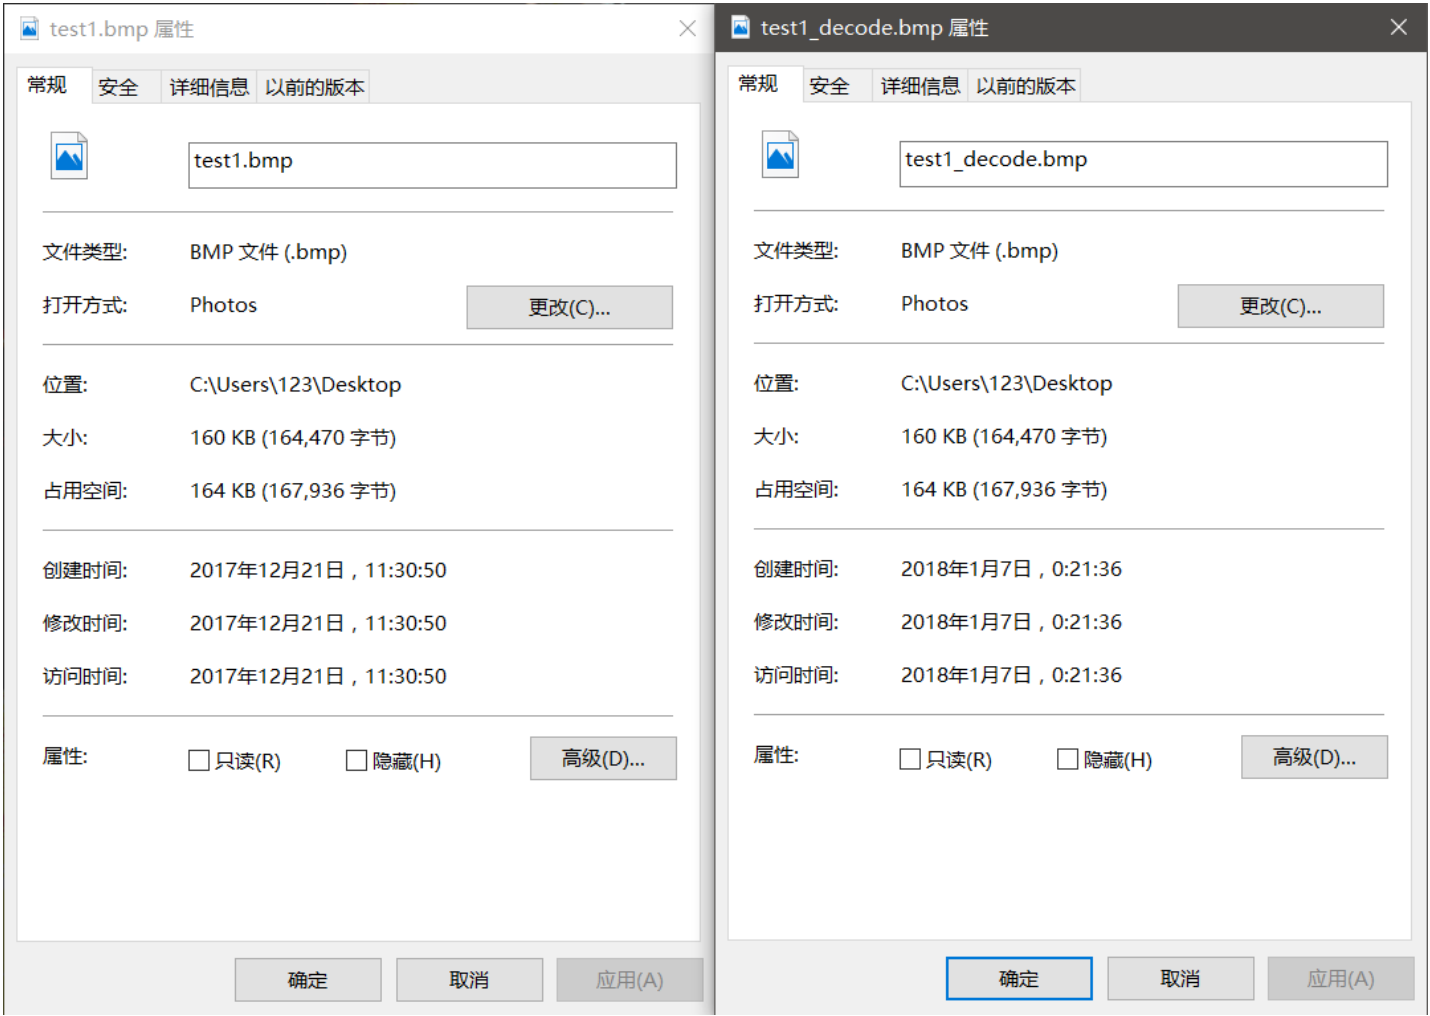 test1.bmp 属性
常规 安全 详细信息 以前的版本
test1.bmp
文件类型: BMP 文件 (.bmp)
打开方式: Photos 更改(C)...
位置: C:\Users\123\Desktop
大小: 160 KB (164,470 字节)
占用空间: 164 KB (167,936 字节)
创建时间: 2017年12月21日，11:30:50
修改时间: 2017年12月21日，11:30:50
访问时间: 2017年12月21日，11:30:50
属性: 只读(R) 隐藏(H) 高级(D)...
确定 取消 应用(A)
test1_decode.bmp 属性
常规 安全 详细信息 以前的版本
test1_decode.bmp
文件类型: BMP 文件 (.bmp)
打开方式: Photos 更改(C)...
位置: C:\Users\123\Desktop
大小: 160 KB (164,470 字节)
占用空间: 164 KB (167,936 字节)
创建时间: 2018年1月7日，0:21:36
修改时间: 2018年1月7日，0:21:36
访问时间: 2018年1月7日，0:21:36
属性: 只读(R) 隐藏(H) 高级(D)...
确定 取消 应用(A)